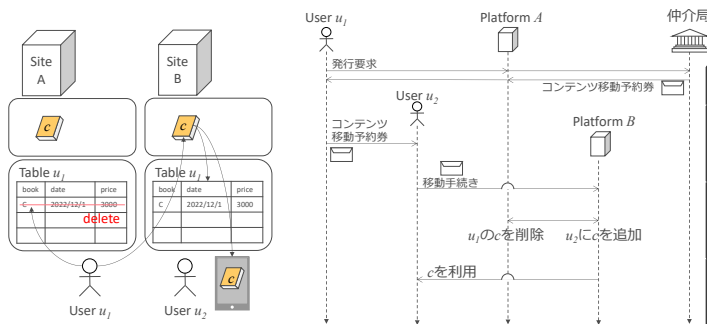 Site
A
Site
B
c
c
Table u1
book date price
C 2022/12/1 3000
delete
Table u1
book date price
C 2022/12/1 3000
c
User u1
User u2
User u1
Platform A
仲介局
発行要求
コンテンツ移動予約券
User u2
コンテンツ
移動予約券
Platform B
移動手続き
u1のcを削除
u2にcを追加
cを利用